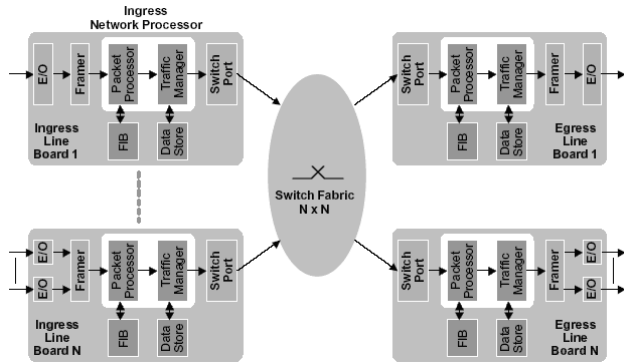 Ingress
Network Processor
E/O
Framer
Packet
Processor
Traffic
Manager
Switch
Port
FIB
Data
Store
Ingress
Line
Board 1
Switch
Port
Packet
Processor
Traffic
Manager
Framer
E/O
FIB
Data
Store
Egress
Line
Board 1
Switch Fabric
N x N
E/O
E/O
Framer
Packet
Processor
Traffic
Manager
Switch
Port
FIB
Data
Store
Ingress
Line
Board N
Switch
Port
Packet
Processor
Traffic
Manager
Framer
E/O
E/O
FIB
Data
Store
Egress
Line
Board N